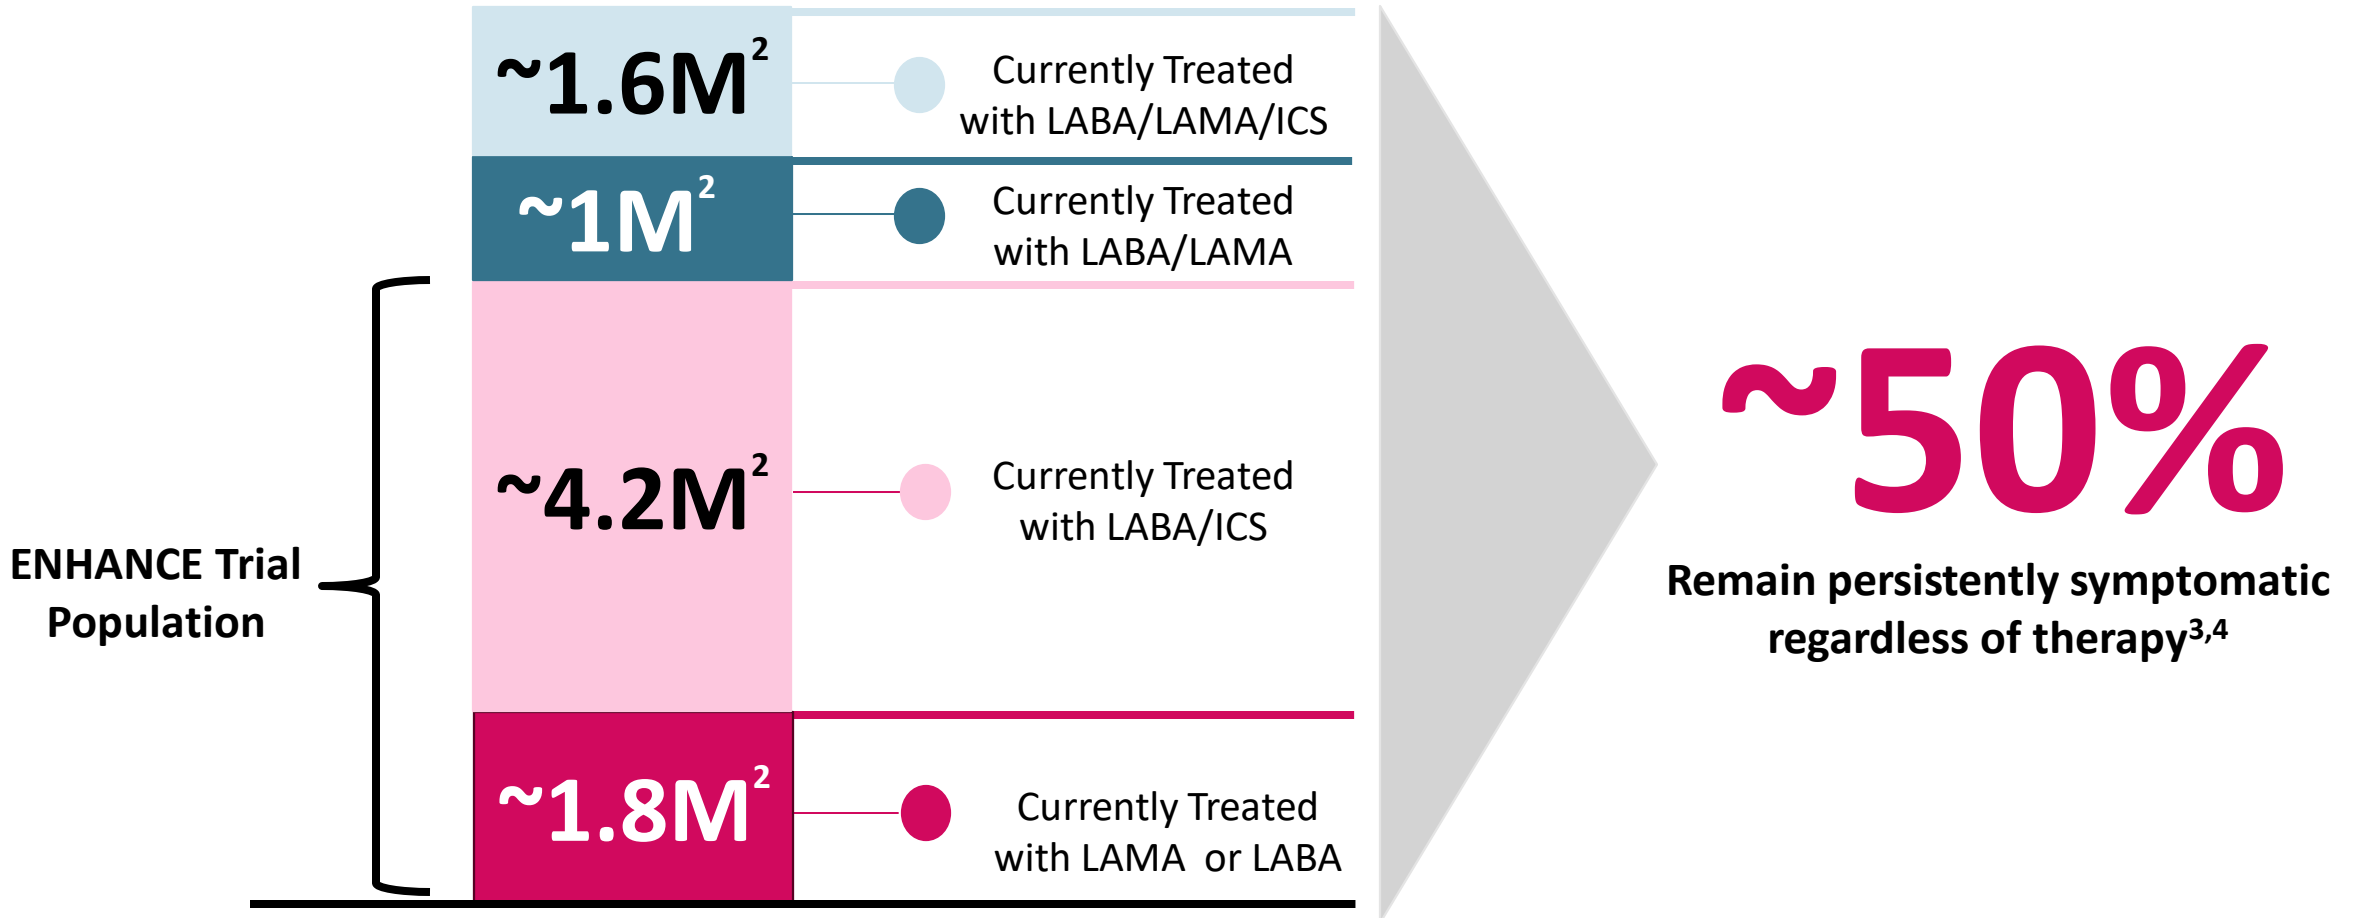 ~1.6M²
Currently Treated
with LABA/LAMA/ICS
~1M²
Currently Treated
with LABA/LAMA
~4.2M²
Currently Treated
with LABA/ICS
ENHANCE Trial
Population
~1.8M²
Currently Treated
with LAMA  or LABA
~50%
Remain persistently symptomatic
regardless of therapy³,⁴